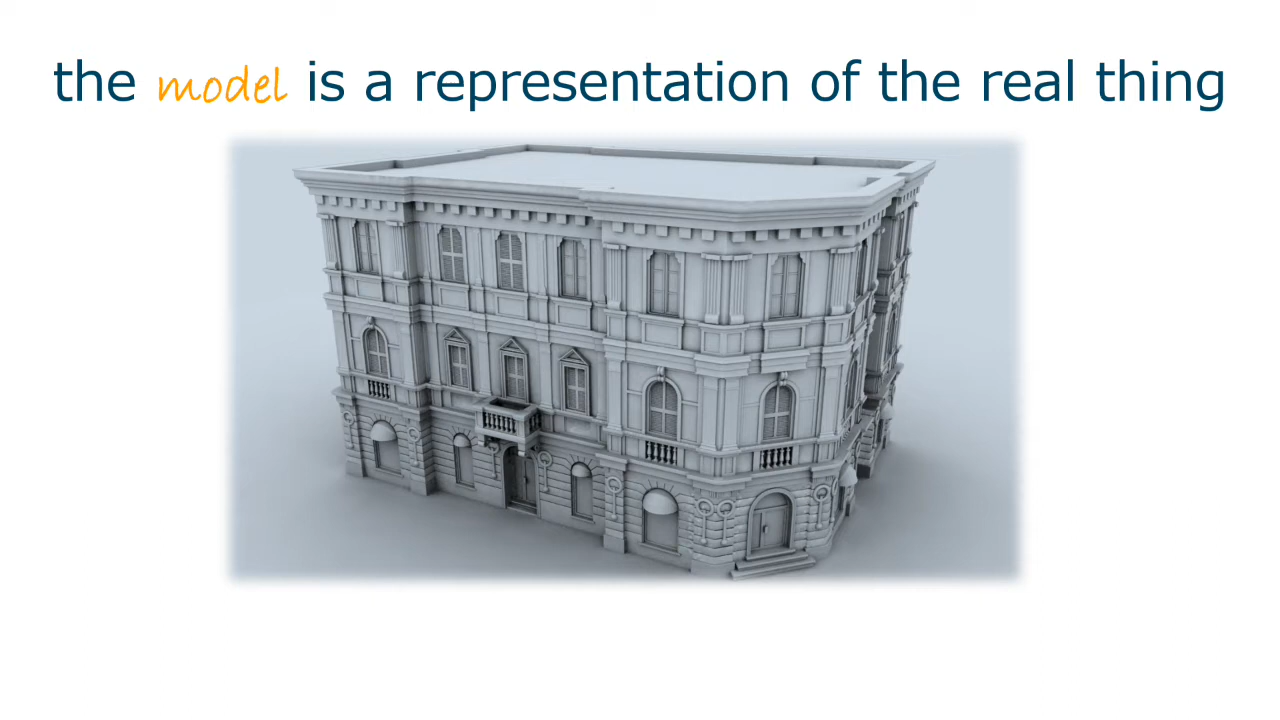 the model is a representation of the real thing